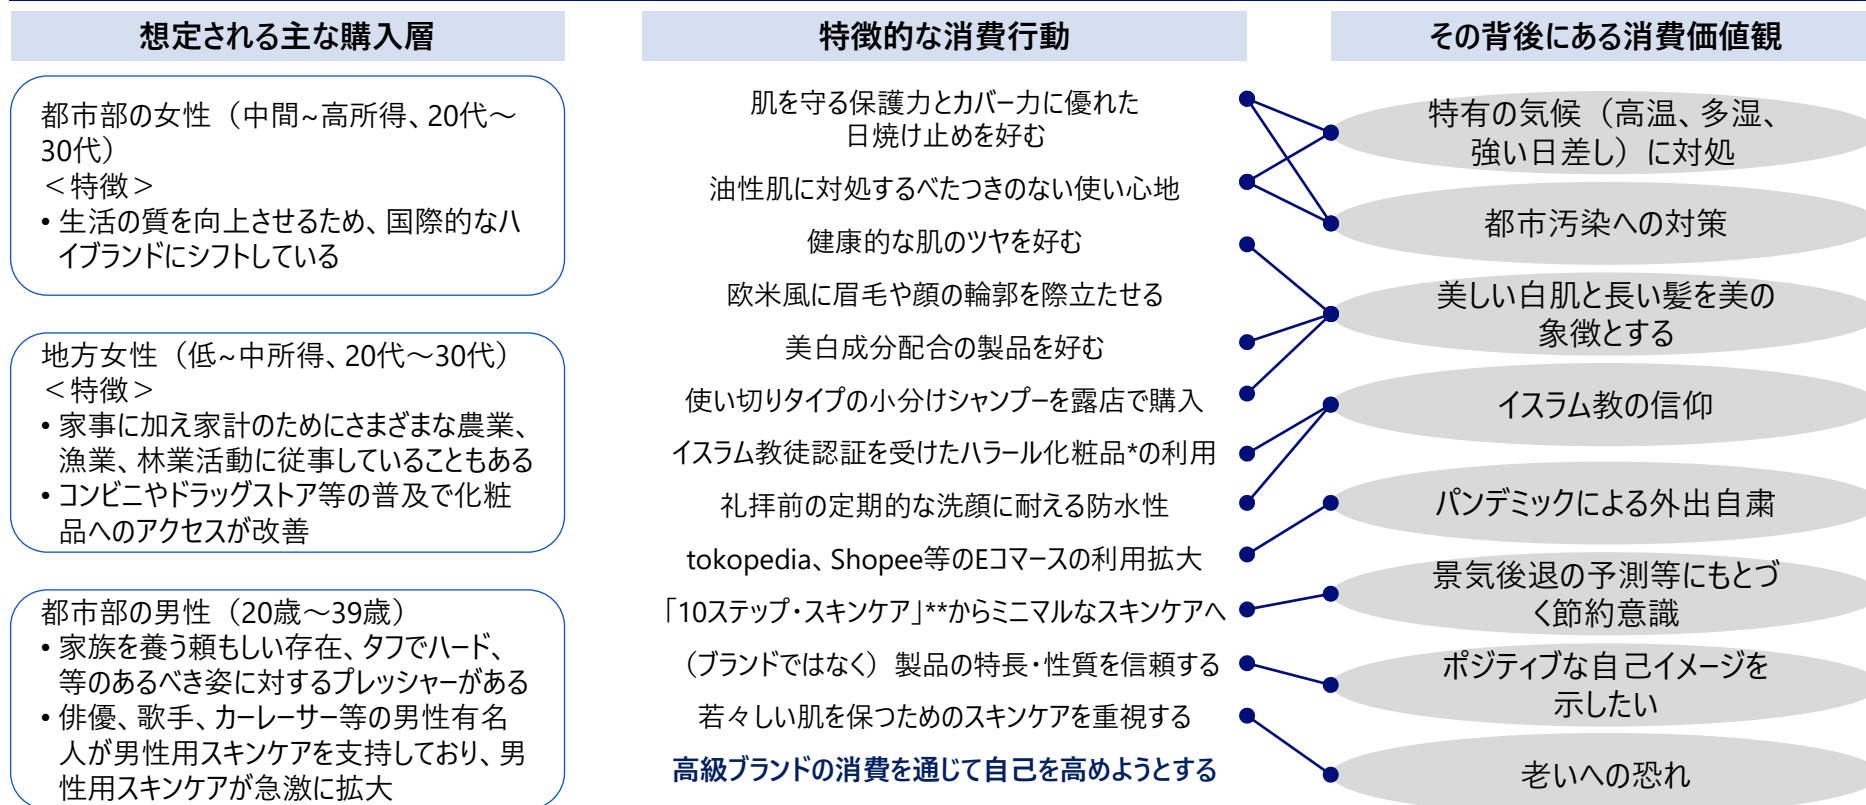 想定される主な購入層
都市部の女性（中間~高所得、20代～
30代）
＜特徴＞
• 生活の質を向上させるため、国際的なハ
イブランドにシフトしている
地方女性（低~中所得、20代～30代）
＜特徴＞
• 家事に加え家計のためにさまざまな農業、
漁業、林業活動に従事していることもある
• コンビニやドラッグストア等の普及で化粧
品へのアクセスが改善
都市部の男性（20歳～39歳）
• 家族を養う頼もしい存在、タフでハード、
等のあるべき姿に対するプレッシャーがある
• 俳優、歌手、カーレーサー等の男性有名
人が男性用スキンケアを支持しており、男
性用スキンケアが急激に拡大
特徴的な消費行動
肌を守る保護力とカバー力に優れた
日焼け止めを好む
油性肌に対処するべたつきのない使い心地
健康的な肌のツヤを好む
欧米風に眉毛や顔の輪郭を際立たせる
美白成分配合の製品を好む
使い切りタイプの小分けシャンプーを露店で購入
イスラム教徒認証を受けたハラール化粧品*の利用
礼拝前の定期的な洗顔に耐える防水性
tokopedia、Shopee等のEコマースの利用拡大
「10ステップ・スキンケア」**からミニマルなスキンケアへ
（ブランドではなく）製品の特長・性質を信頼する
若々しい肌を保つためのスキンケアを重視する
高級ブランドの消費を通じて自己を高めようとする
その背後にある消費価値観
特有の気候（高温、多湿、
強い日差し）に対処
都市汚染への対策
美しい白肌と長い髪を美の
象徴とする
イスラム教の信仰
パンデミックによる外出自粛
景気後退の予測等にもとづ
く節約意識
ポジティブな自己イメージを
示したい
老いへの恐れ